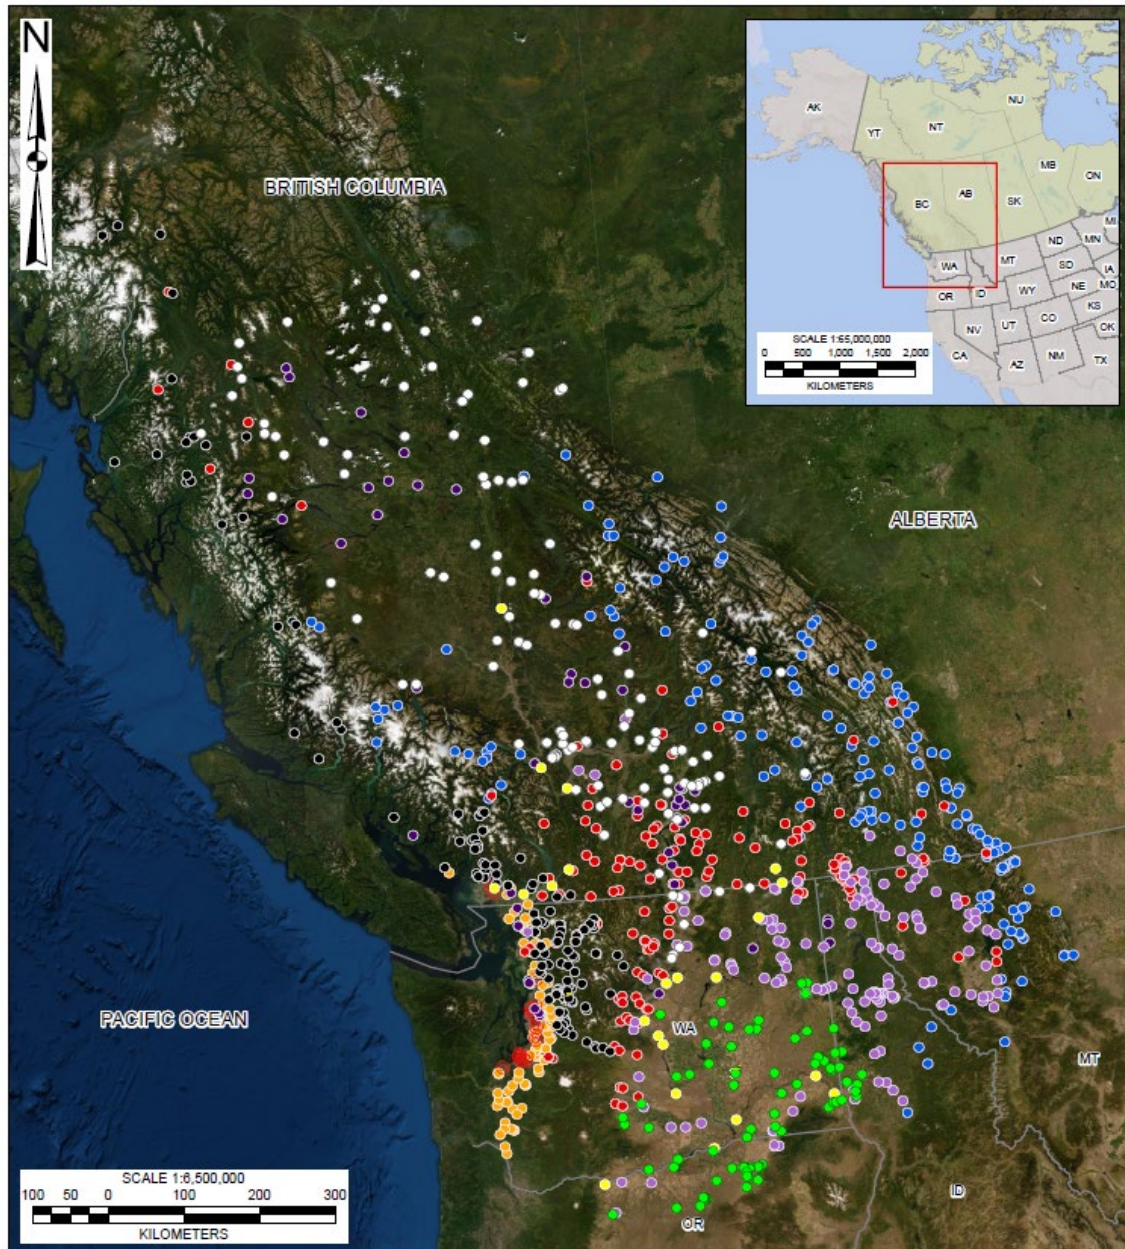 N
BRITISH COLUMBIA
ALBERTA
PACIFIC OCEAN
WA
MT
ID
OR
SCALE 1:6,500,000
100 50 0 100 200 300
KILOMETERS
AK
YT
NT
NU
BC
AB
SK
MB
ON
WA
MT
ND
MN
MI
OR
ID
WY
SD
IA
NE
MO
NV
UT
CO
KS
CA
AZ
NM
OK
TX
SCALE 1:65,000,000
0 500 1,000 1,500 2,000
KILOMETERS